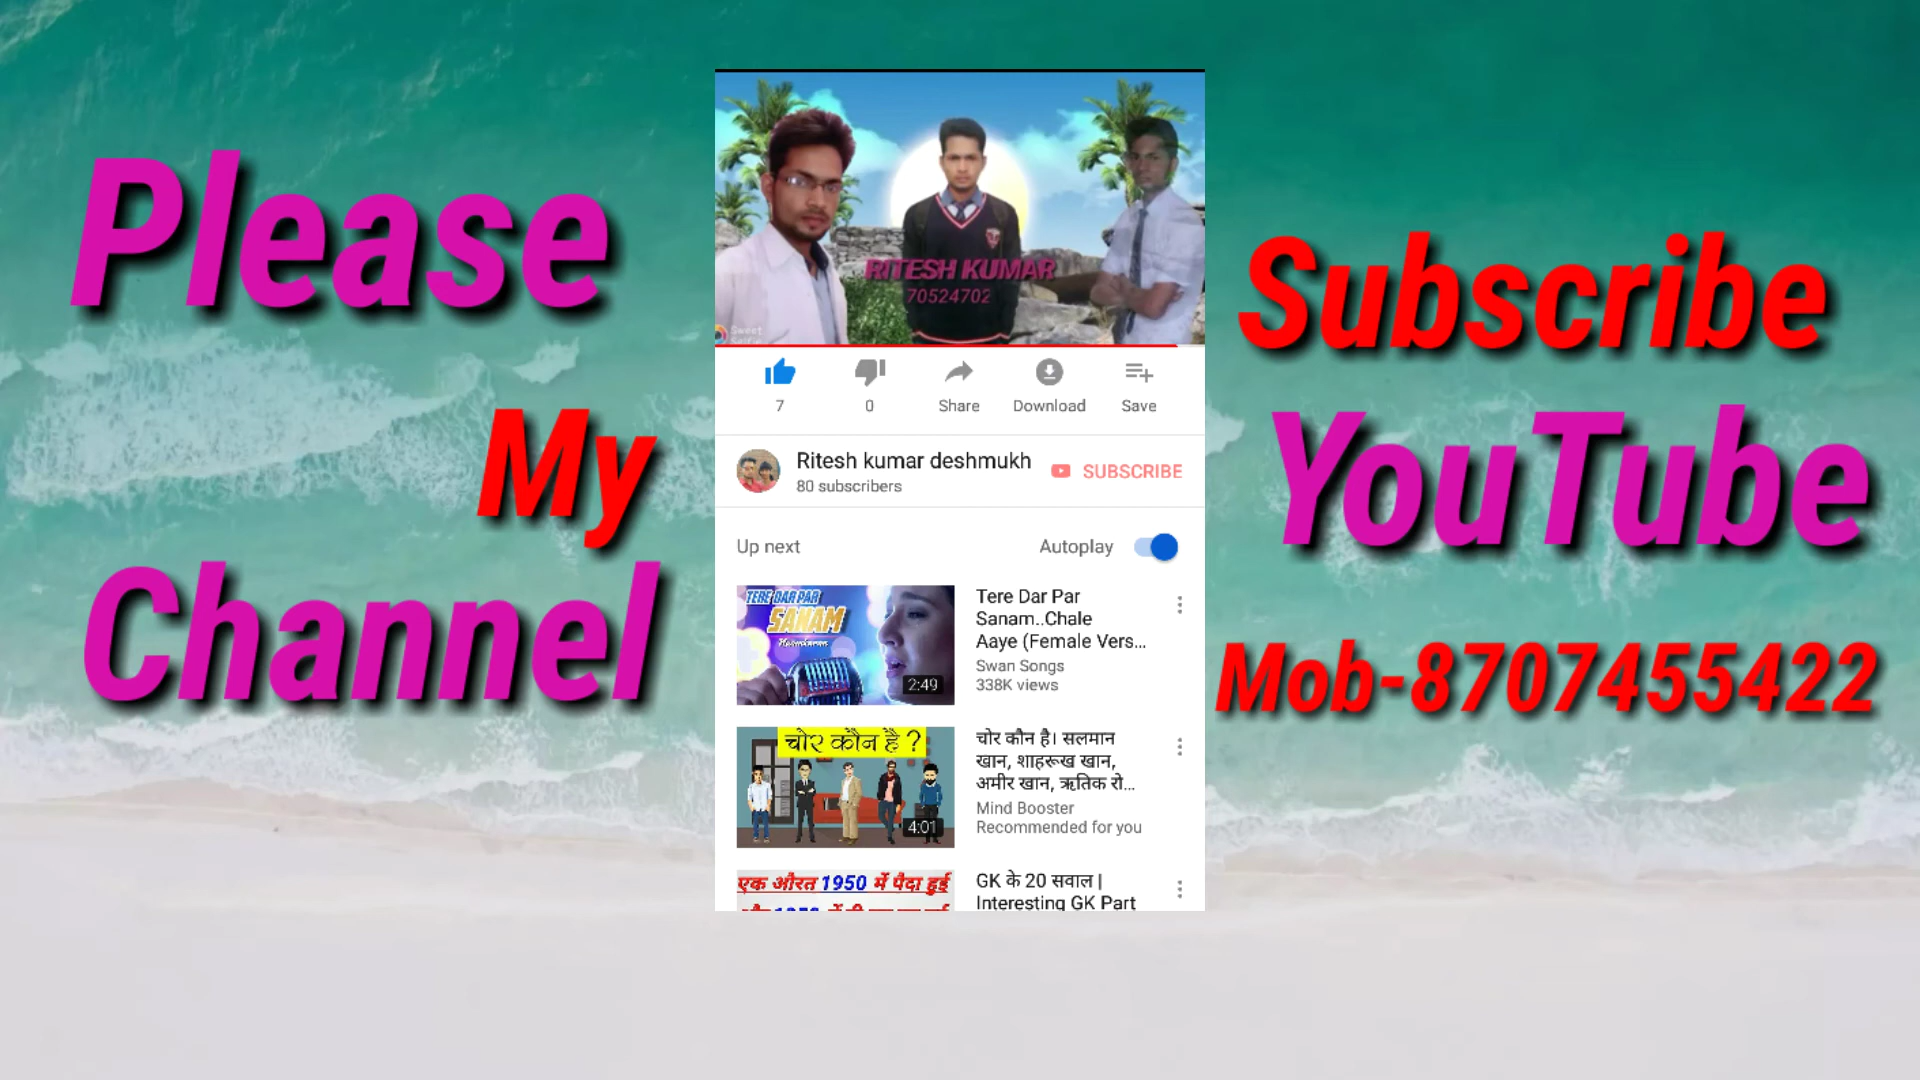 Please
My
Channel
Subscribe
YouTube
Mob-8707455422
RITESH KUMAR
70524702
Sweet
7
0
Share
Download
Save
Ritesh kumar deshmukh
80 subscribers
SUBSCRIBE
Up next
Autoplay
TERE DAR PAR
SANAM
2:49
Tere Dar Par
Sanam..Chale
Aaye (Female Vers...
Swan Songs
338K views
चोर कौन है ?
4:01
चोर कौन है। सलमान
खान, शाहरूख खान,
अमीर खान, ऋतिक रो...
Mind Booster
Recommended for you
एक औरत 1950 में पैदा हुई
GK के 20 सवाल |
Interesting GK Part